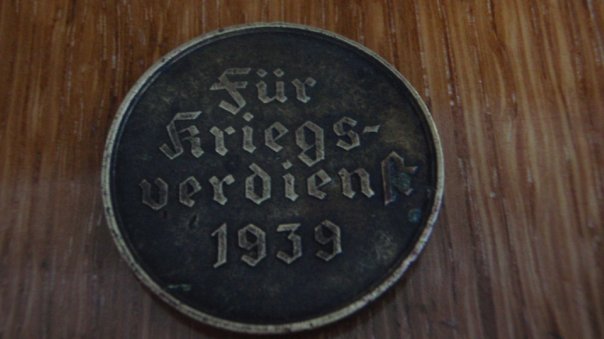 Für
Kriegs-
verdienst
1939